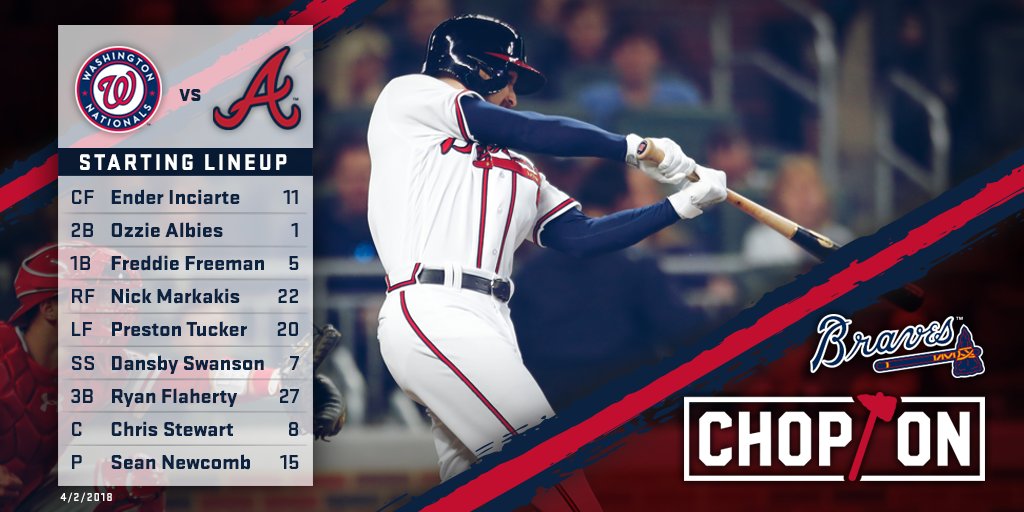 WASHINGTON
NATIONALS
W
vs
A
STARTING LINEUP
CF Ender Inciarte 11
2B Ozzie Albies 1
1B Freddie Freeman 5
RF Nick Markakis 22
LF Preston Tucker 20
SS Dansby Swanson 7
3B Ryan Flaherty 27
C Chris Stewart 8
P Sean Newcomb 15
4/2/2018
Braves™
CHOP ON